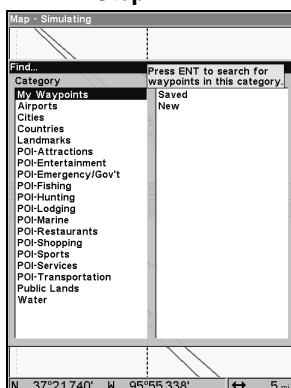 Map - Simulating
Find...
Category
Press ENT to search for
waypoints in this category.
My Waypoints
Airports
Cities
Countries
Landmarks
POI-Attractions
POI-Entertainment
POI-Emergency/Gov't
POI-Fishing
POI-Hunting
POI-Lodging
POI-Marine
POI-Restaurants
POI-Shopping
POI-Sports
POI-Services
POI-Transportation
Public Lands
Water
Saved
New
N 37°21.740' W 95°55.338' ↔ 5 mi